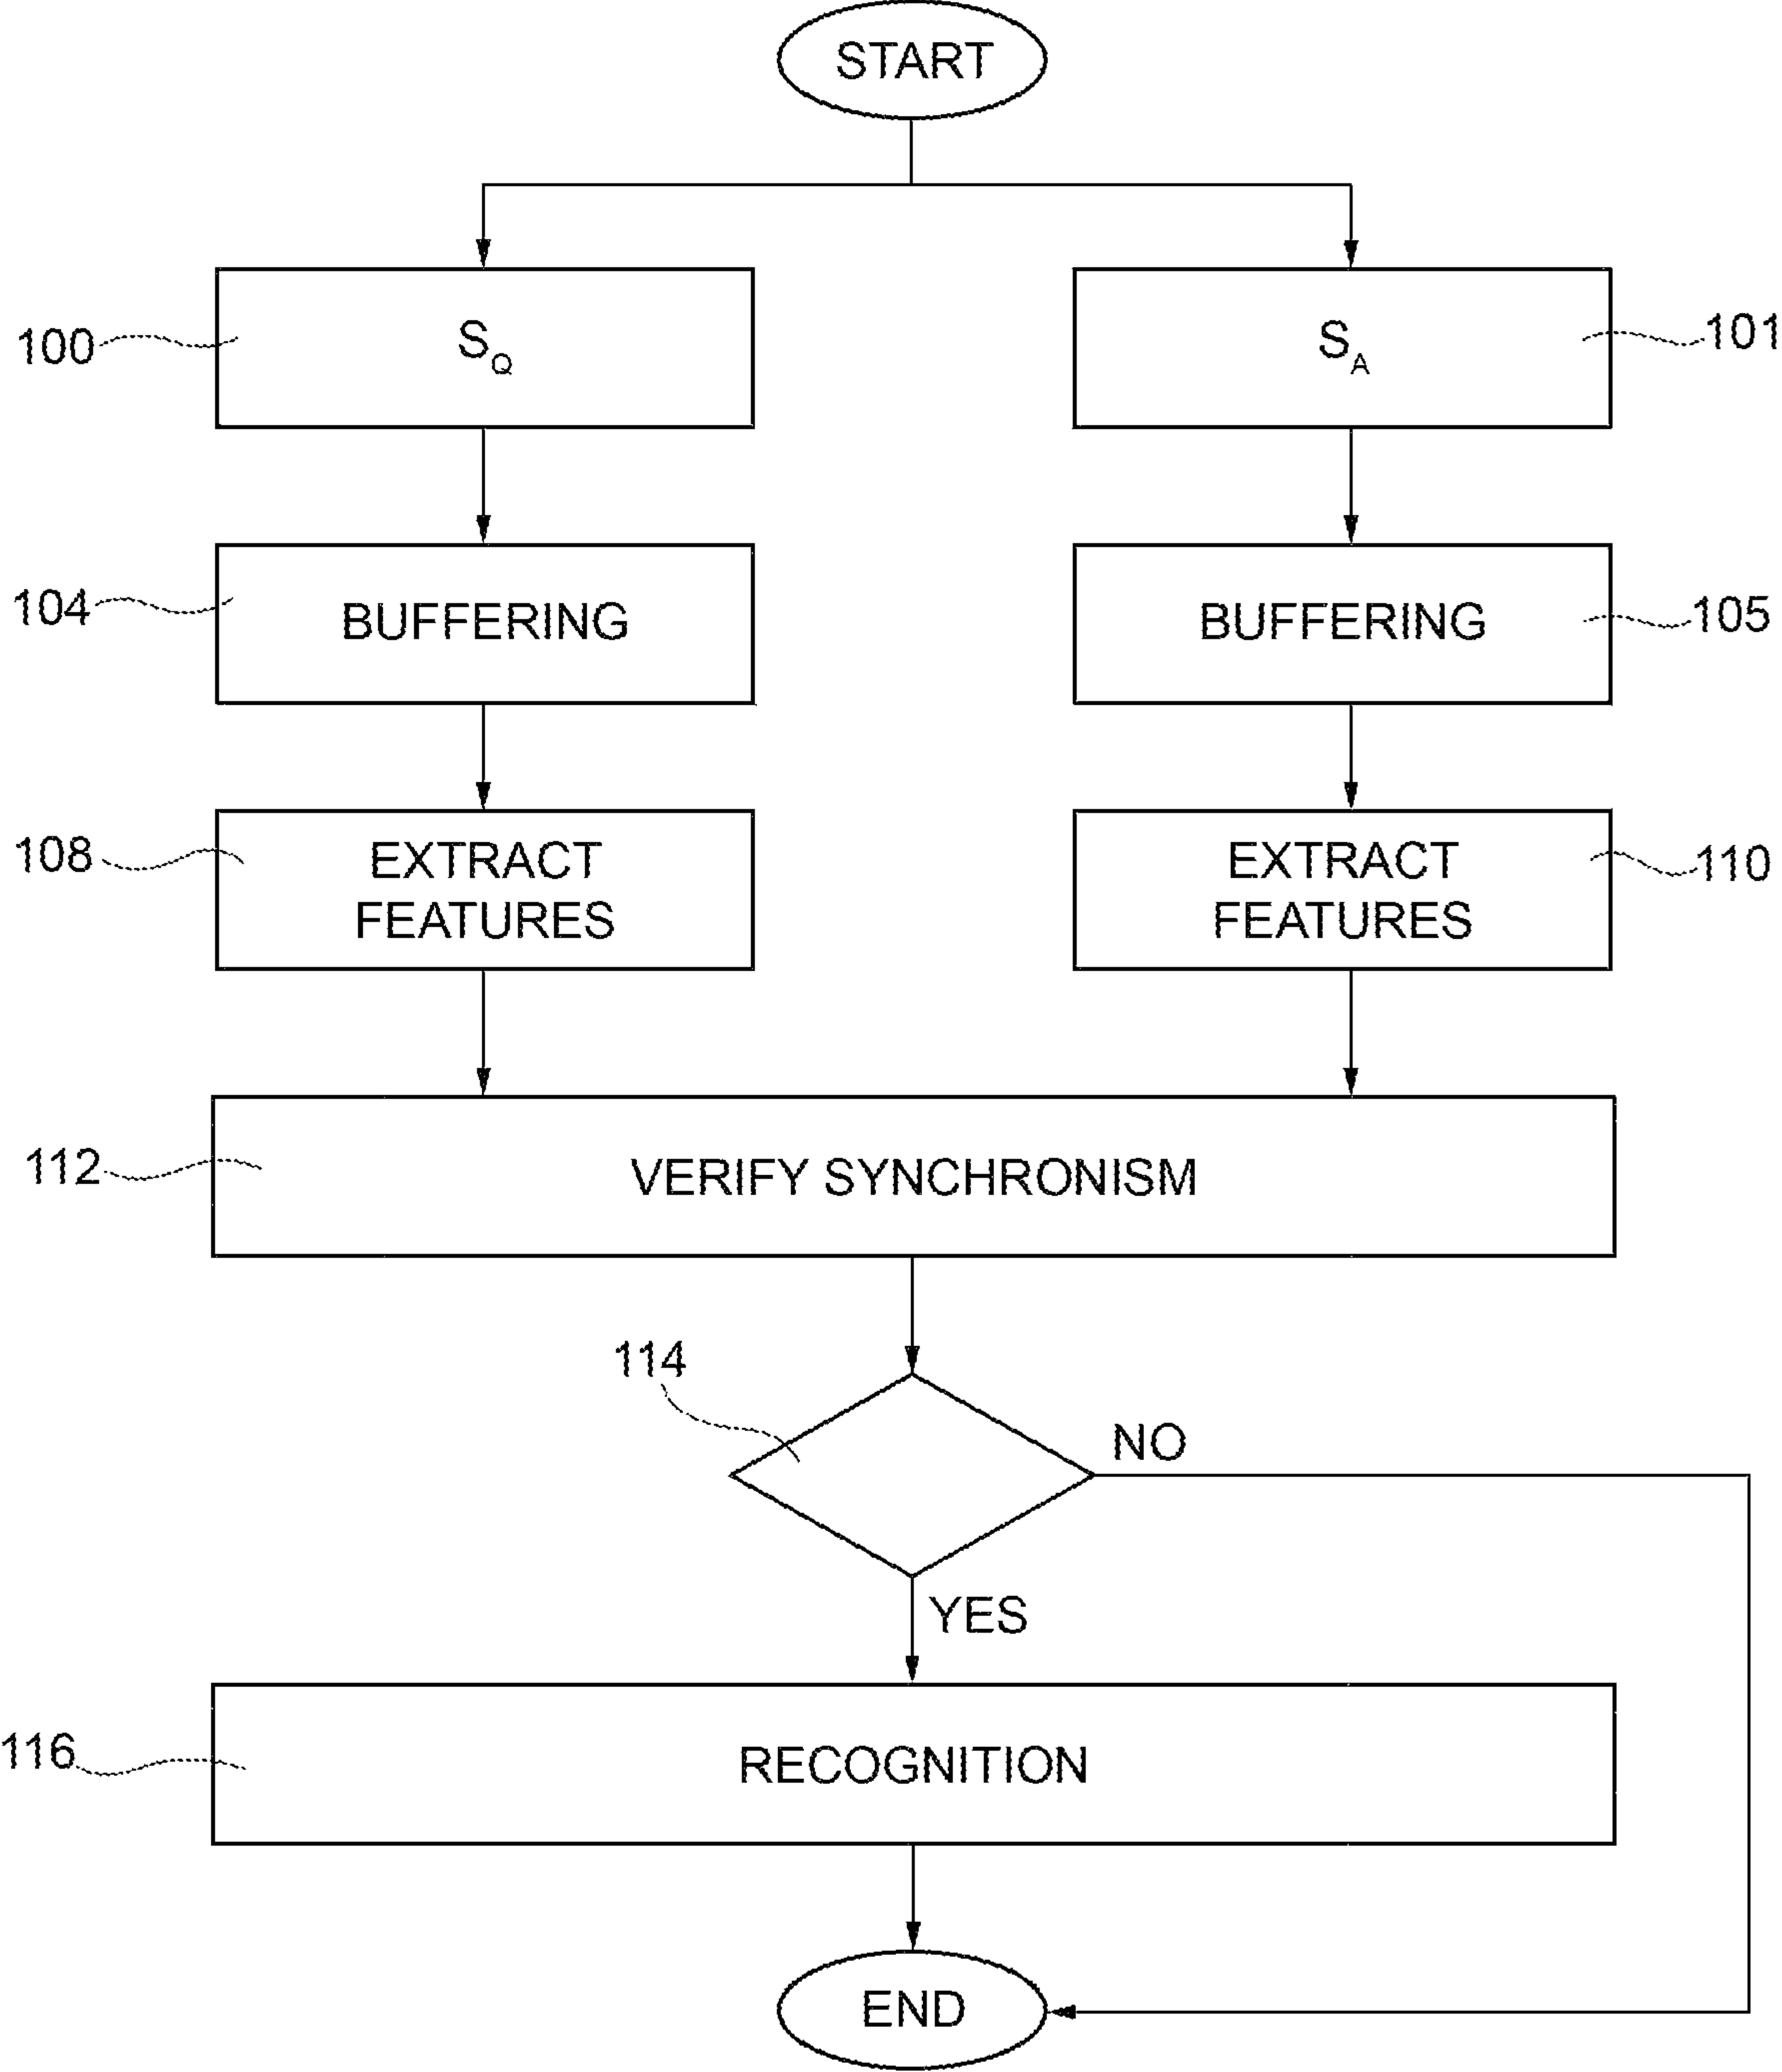 START
100
S_Q
S_A
101
104
BUFFERING
BUFFERING
105
108
EXTRACT
FEATURES
EXTRACT
FEATURES
110
112
VERIFY SYNCHRONISM
114
NO
YES
116
RECOGNITION
END